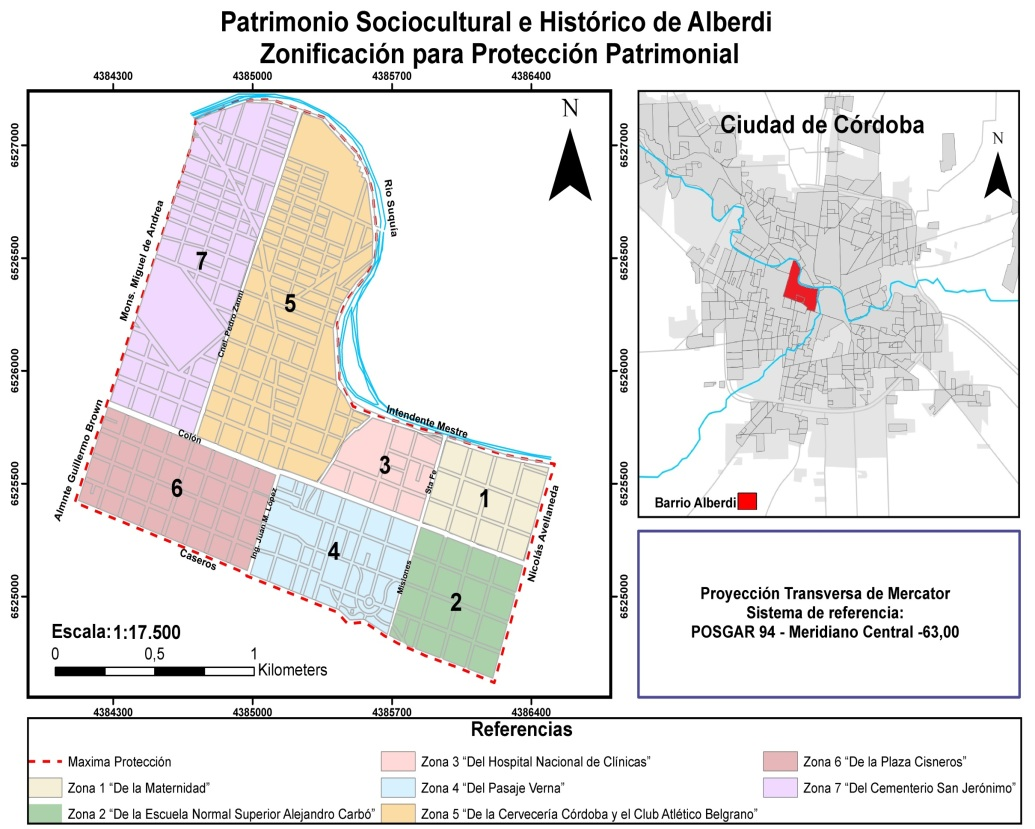 Patrimonio Sociocultural e Histórico de Alberdi
Zonificación para Protección Patrimonial
4384300 4385000 4385700 4386400
6527000
6526500
6526000
6525500
6525000
N
Rio Suquia
Mons. Miguel de Andrea
7
5
Cnel. Pedro Zanni
Almnte Guillermo Brown
Colón
Intendente Mestre
3
Sta Fe
1
6
Ing. Juan M. López
4
Nicolás Avellaneda
Caseros
Misiones
2
Escala: 1:17.500
0 0,5 1
Kilometers
6527000
6526500
6526000
6525500
6525000
4384300 4385000 4385700 4386400
Ciudad de Córdoba
N
Barrio Alberdi
Proyección Transversa de Mercator
Sistema de referencia:
POSGAR 94 - Meridiano Central -63,00
Referencias
Maxima Protección
Zona 1 “De la Maternidad”
Zona 2 “De la Escuela Normal Superior Alejandro Carbó”
Zona 3 “Del Hospital Nacional de Clínicas”
Zona 4 “Del Pasaje Verna”
Zona 5 “De la Cervecería Córdoba y el Club Atlético Belgrano”
Zona 6 “De la Plaza Cisneros”
Zona 7 “Del Cementerio San Jerónimo”